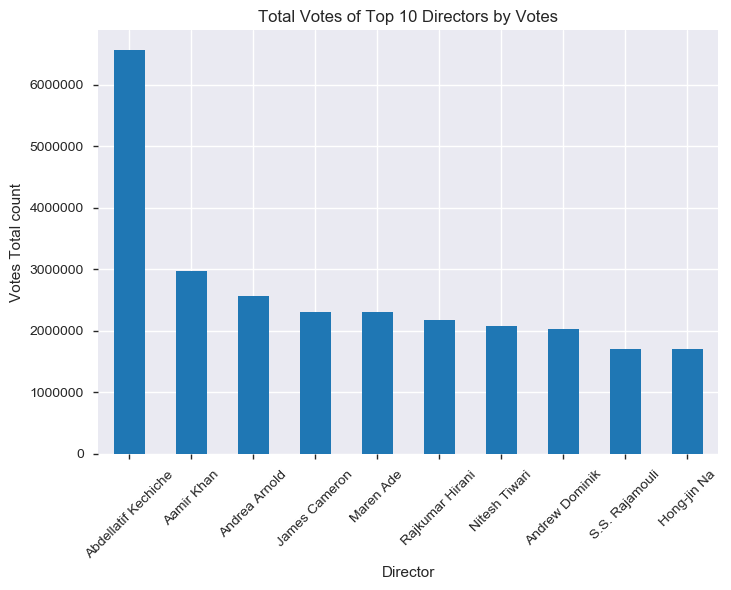 Total Votes of Top 10 Directors by Votes
Votes Total count
6000000
5000000
4000000
3000000
2000000
1000000
0
Abdellatif Kechiche
Aamir Khan
Andrea Arnold
James Cameron
Maren Ade
Rajkumar Hirani
Nitesh Tiwari
Andrew Dominik
S.S. Rajamouli
Hong-jin Na
Director